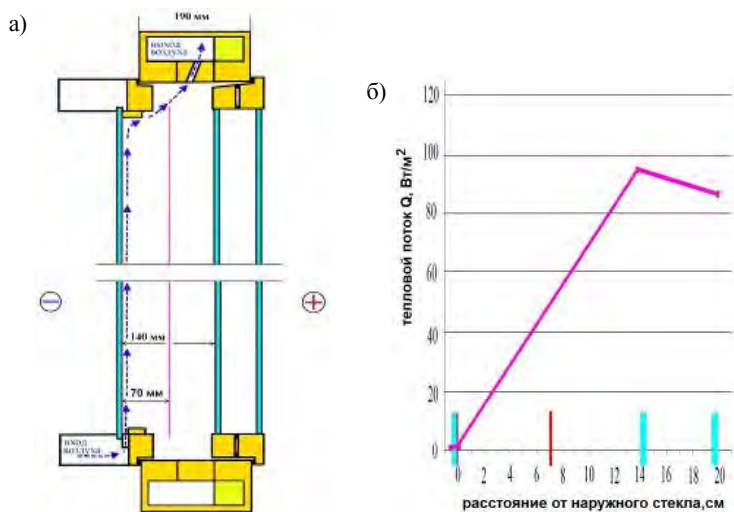 а)
190 мм
ВЫХОД
ВОЗДУХА
140 мм
70 мм
ВХОД
ВОЗДУХА
б)
тепловой поток Q, Вт/м²
120
100
80
60
40
20
0
0 2 4 6 8 10 12 14 16 18 20
расстояние от наружного стекла,см